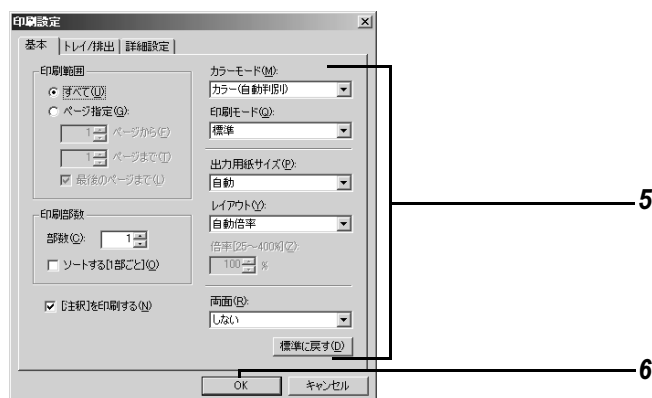 印刷設定
基本 トレイ/排出 詳細設定
印刷範囲
すべて(U)
ページ指定(G):
1 ページから(F)
1 ページまで(T)
最後のページまで(L)
印刷部数
部数(C): 1
ソートする[1部ごと](O)
[注釈]を印刷する(N)
カラーモード(M):
カラー(自動判別)
印刷モード(Q):
標準
出力用紙サイズ(P):
自動
レイアウト(Y):
自動倍率
倍率[25～400%](Z):
100 %
両面(R):
しない
標準に戻す(D)
OK キャンセル
5
6